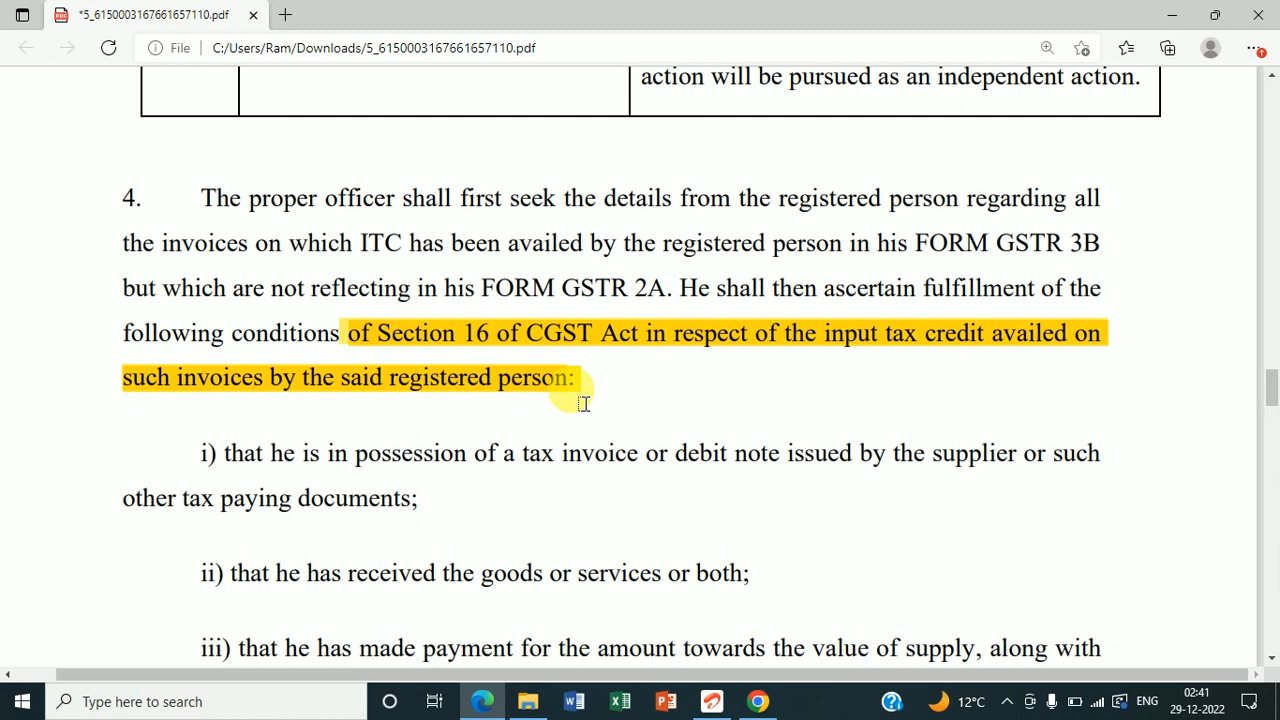 *5_6150003167661657110.pdf
File C:/Users/Ram/Downloads/5_6150003167661657110.pdf
action will be pursued as an independent action.
4. The proper officer shall first seek the details from the registered person regarding all
the invoices on which ITC has been availed by the registered person in his FORM GSTR 3B
but which are not reflecting in his FORM GSTR 2A. He shall then ascertain fulfillment of the
following conditions of Section 16 of CGST Act in respect of the input tax credit availed on
such invoices by the said registered person:
i) that he is in possession of a tax invoice or debit note issued by the supplier or such
other tax paying documents;
ii) that he has received the goods or services or both;
iii) that he has made payment for the amount towards the value of supply, along with
Type here to search
12°C
ENG
02:41
29-12-2022